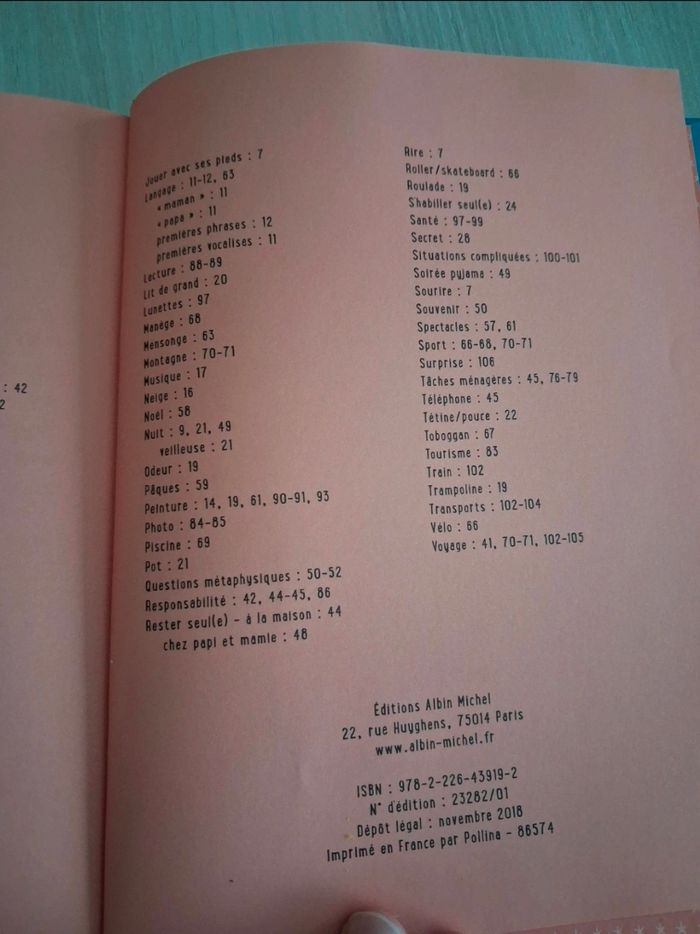 : 42
2
Jouer avec ses pieds : 7
Langage : 11-12, 63
« maman » : 11
« papa » : 11
premières phrases : 12
premières vocalises : 11
Lecture : 88-89
Lit de grand : 20
Lunettes : 97
Manège : 68
Mensonge : 63
Montagne : 70-71
Musique : 17
Neige : 16
Noël : 58
Nuit : 9, 21, 49
veilleuse : 21
Odeur : 19
Pâques : 59
Peinture : 14, 19, 61, 90-91, 93
Photo : 84-85
Piscine : 69
Pot : 21
Questions métaphysiques : 50-52
Responsabilité : 42, 44-45, 86
Rester seul(e) - à la maison : 44
chez papi et mamie : 48
Rire : 7
Roller/skateboard : 66
Roulade : 19
S'habiller seul(e) : 24
Santé : 97-99
Secret : 28
Situations compliquées : 100-101
Soirée pyjama : 49
Sourire : 7
Souvenir : 50
Spectacles : 57, 61
Sport : 66-68, 70-71
Surprise : 106
Tâches ménagères : 45, 76-79
Téléphone : 45
Tétine/pouce : 22
Toboggan : 67
Tourisme : 83
Train : 102
Trampoline : 19
Transports : 102-104
Vélo : 66
Voyage : 41, 70-71, 102-105
Éditions Albin Michel
22, rue Huyghens, 75014 Paris
www.albin-michel.fr
ISBN : 978-2-226-43919-2
N° d'édition : 23282/01
Dépôt légal : novembre 2018
Imprimé en France par Pollina - 86574